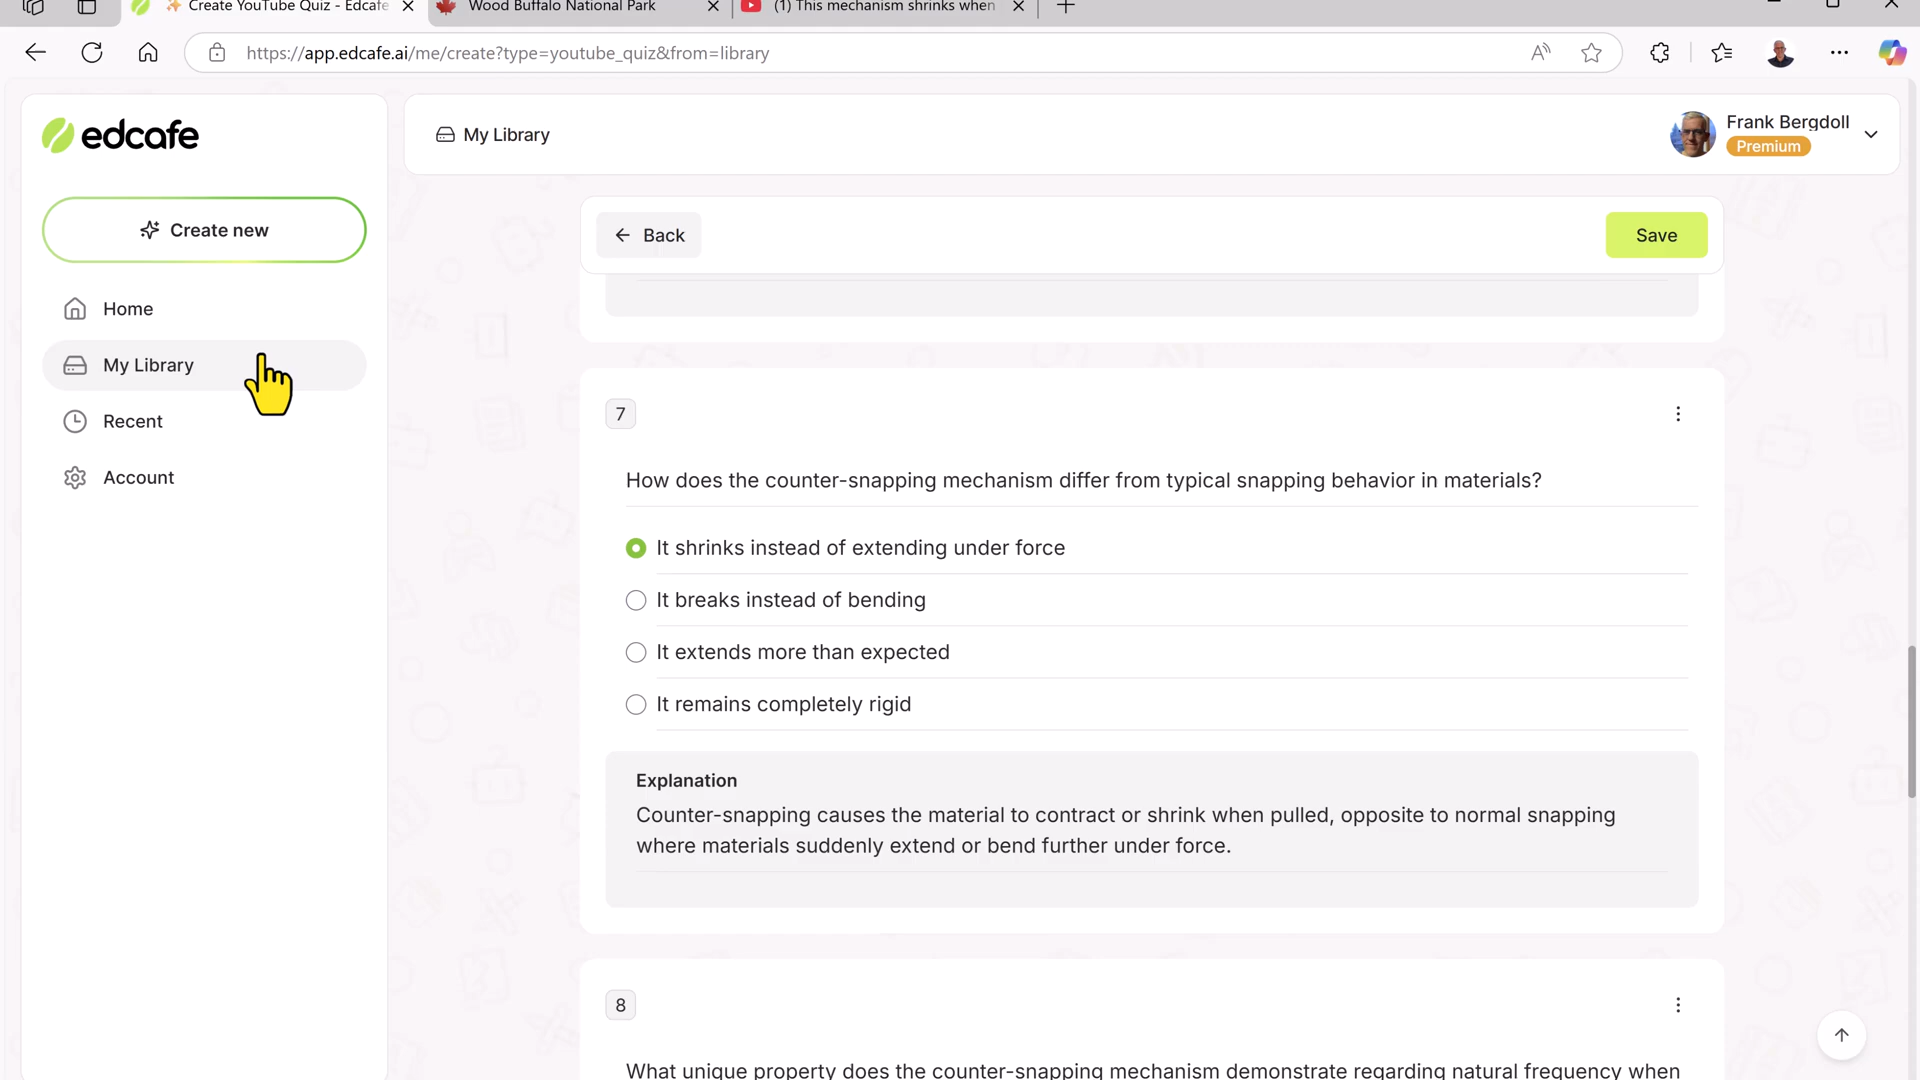 Create YouTube Quiz - Edcafe
Wood Buffalo National Park
(1) This mechanism shrinks when
https://app.edcafe.ai/me/create?type=youtube_quiz&from=library
edcafe
My Library
Frank Bergdoll
Premium
Create new
Back
Save
Home
My Library
Recent
Account
7
How does the counter-snapping mechanism differ from typical snapping behavior in materials?
It shrinks instead of extending under force
It breaks instead of bending
It extends more than expected
It remains completely rigid
Explanation
Counter-snapping causes the material to contract or shrink when pulled, opposite to normal snapping
where materials suddenly extend or bend further under force.
8
What unique property does the counter-snapping mechanism demonstrate regarding natural frequency when